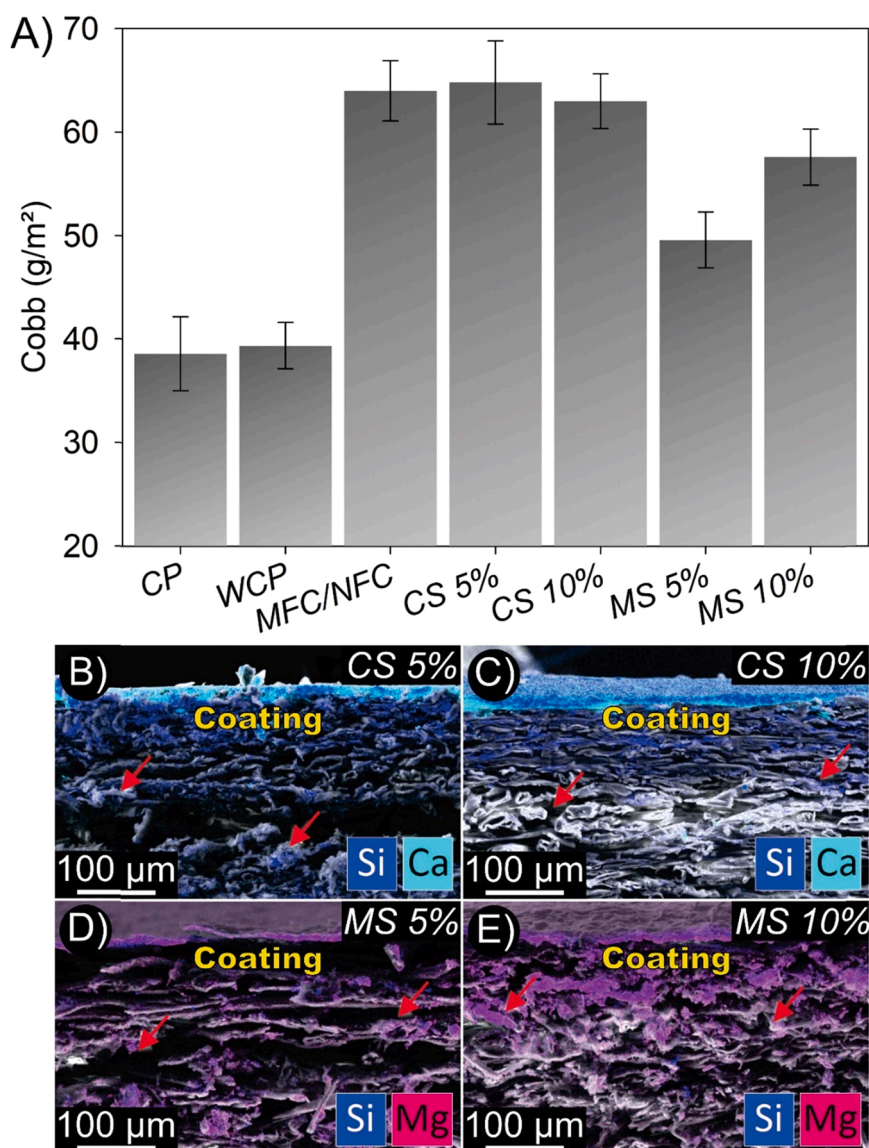 A)
70
60
50
40
30
20
Cobb (g/m²)
CP
WCP
MFC/NFC
CS 5%
CS 10%
MS 5%
MS 10%
B)
CS 5%
Coating
100 µm
Si
Ca
C)
CS 10%
Coating
100 µm
Si
Ca
D)
MS 5%
Coating
100 µm
Si
Mg
E)
MS 10%
Coating
100 µm
Si
Mg